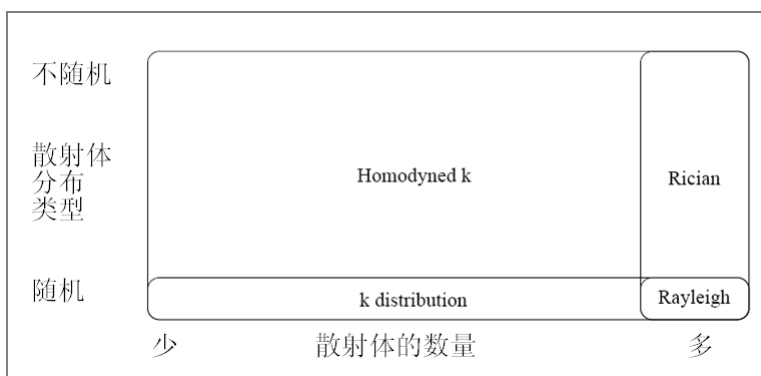 不随机
散射体
分布
类型
随机
Homodyned k
Rician
k distribution
Rayleigh
少
散射体的数量
多